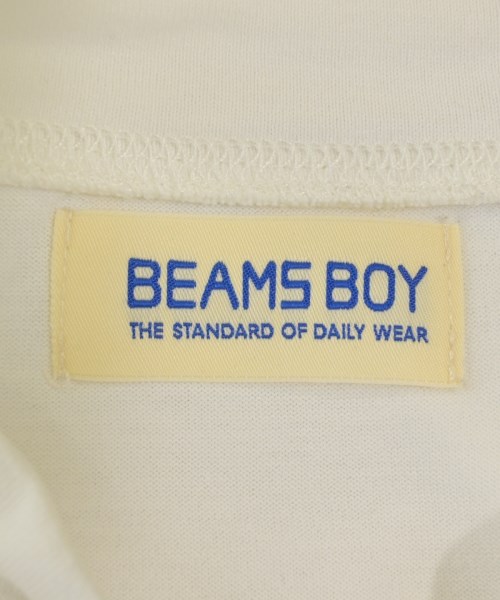 BEAMS BOY
THE STANDARD OF DAILY WEAR